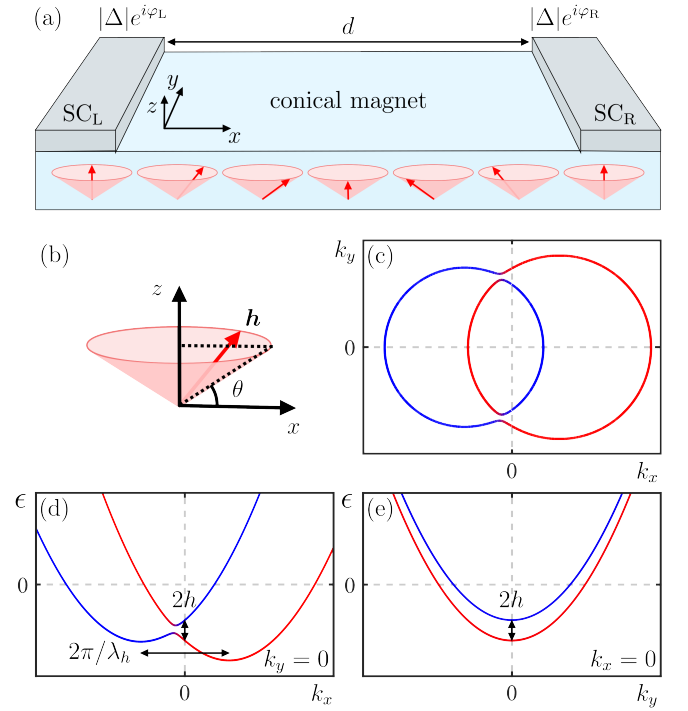 (a)
|Δ|e^{iφ_L}
d
|Δ|e^{iφ_R}
SC_L
z
y
x
conical magnet
SC_R
(b)
z
h
θ
x
(c)
k_y
0
0
k_x
(d)
ϵ
0
2h
2π/λ_h
k_y = 0
0
k_x
(e)
ϵ
0
2h
k_x = 0
0
k_y